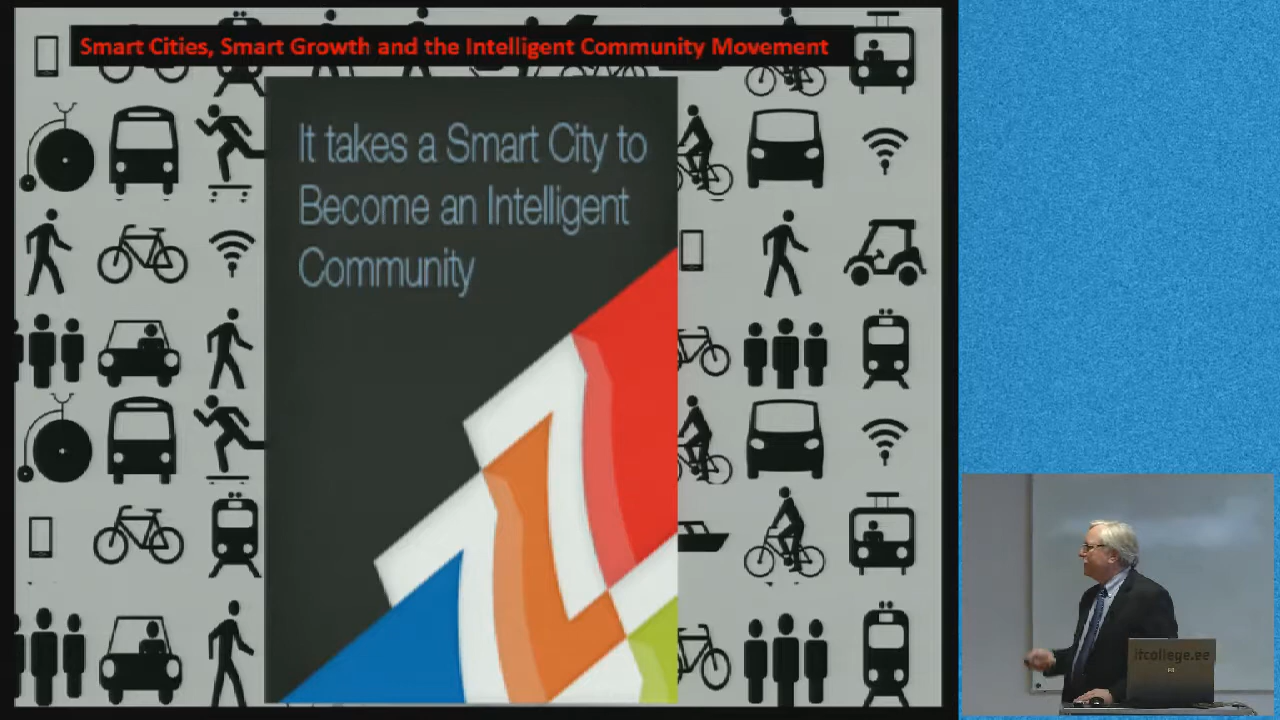 Smart Cities, Smart Growth and the Intelligent Community Movement
It takes a Smart City to
Become an Intelligent
Community
itcollege.ee